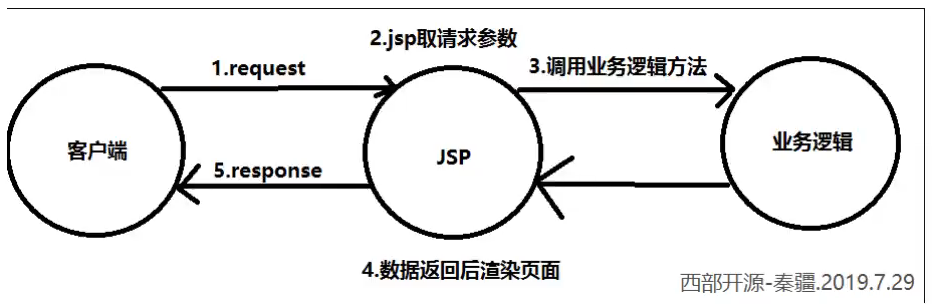 2.jsp取请求参数
1.request
3.调用业务逻辑方法
客户端
JSP
业务逻辑
5.response
4.数据返回后渲染页面
西部开源-秦疆.2019.7.29